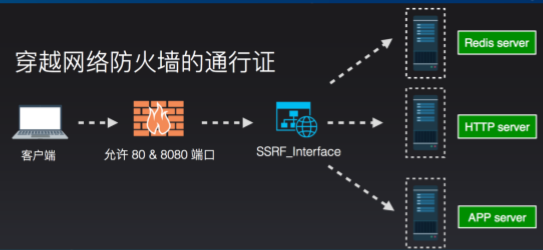 穿越网络防火墙的通行证
Redis server
HTTP server
APP server
客户端
允许 80 & 8080 端口
SSRF_Interface